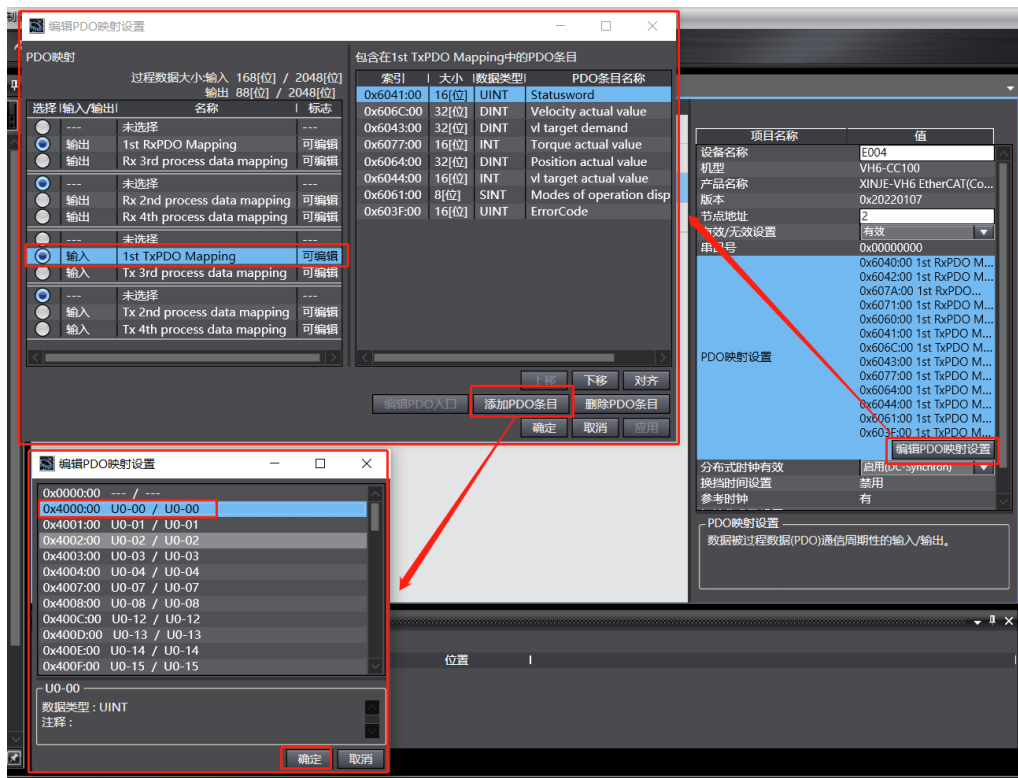 编辑PDO映射设置
PDO映射
过程数据大小:输入 168[位] / 2048[位]
输出 88[位] / 2048[位]
选择 输入/输出 名称 标志
--- 未选择 ---
输出 1st RxPDO Mapping 可编辑
输出 Rx 3rd process data mapping 可编辑
--- 未选择 ---
输出 Rx 2nd process data mapping 可编辑
输出 Rx 4th process data mapping 可编辑
--- 未选择 ---
输入 1st TxPDO Mapping 可编辑
输入 Tx 3rd process data mapping 可编辑
--- 未选择 ---
输入 Tx 2nd process data mapping 可编辑
输入 Tx 4th process data mapping 可编辑
包含在1st TxPDO Mapping中的PDO条目
索引 大小 数据类型 PDO条目名称
0x6041:00 16[位] UINT Statusword
0x606C:00 32[位] DINT Velocity actual value
0x6043:00 32[位] DINT vl target demand
0x6077:00 16[位] INT Torque actual value
0x6064:00 32[位] DINT Position actual value
0x6044:00 16[位] INT vl target actual value
0x6061:00 8[位] SINT Modes of operation disp
0x603F:00 16[位] UINT ErrorCode
上移 下移 对齐
编辑PDO入口 添加PDO条目 删除PDO条目
确定 取消 应用
项目名称 值
设备名称 E004
机型 VH6-CC100
产品名称 XINJE-VH6 EtherCAT(Co...
版本 0x20220107
节点地址 2
有效/无效设置 有效
串口号 0x00000000
PDO映射设置
0x6040:00 1st RxPDO M...
0x6042:00 1st RxPDO M...
0x607A:00 1st RxPDO...
0x6071:00 1st RxPDO M...
0x6060:00 1st RxPDO M...
0x6041:00 1st TxPDO M...
0x606C:00 1st TxPDO M...
0x6043:00 1st TxPDO M...
0x6077:00 1st TxPDO M...
0x6064:00 1st TxPDO M...
0x6044:00 1st TxPDO M...
0x6061:00 1st TxPDO M...
0x603F:00 1st TxPDO M...
编辑PDO映射设置
分布式时钟有效 启用(DC-Synchron)
换挡时间设置 禁用
参考时钟 有
PDO映射设置
数据被过程数据(PDO)通信周期性的输入/输出。
编辑PDO映射设置
0x0000:00 --- / ---
0x4000:00 U0-00 / U0-00
0x4001:00 U0-01 / U0-01
0x4002:00 U0-02 / U0-02
0x4003:00 U0-03 / U0-03
0x4004:00 U0-04 / U0-04
0x4007:00 U0-07 / U0-07
0x4008:00 U0-08 / U0-08
0x400C:00 U0-12 / U0-12
0x400D:00 U0-13 / U0-13
0x400E:00 U0-14 / U0-14
0x400F:00 U0-15 / U0-15
U0-00
数据类型 : UINT
注释 :
确定 取消
位置